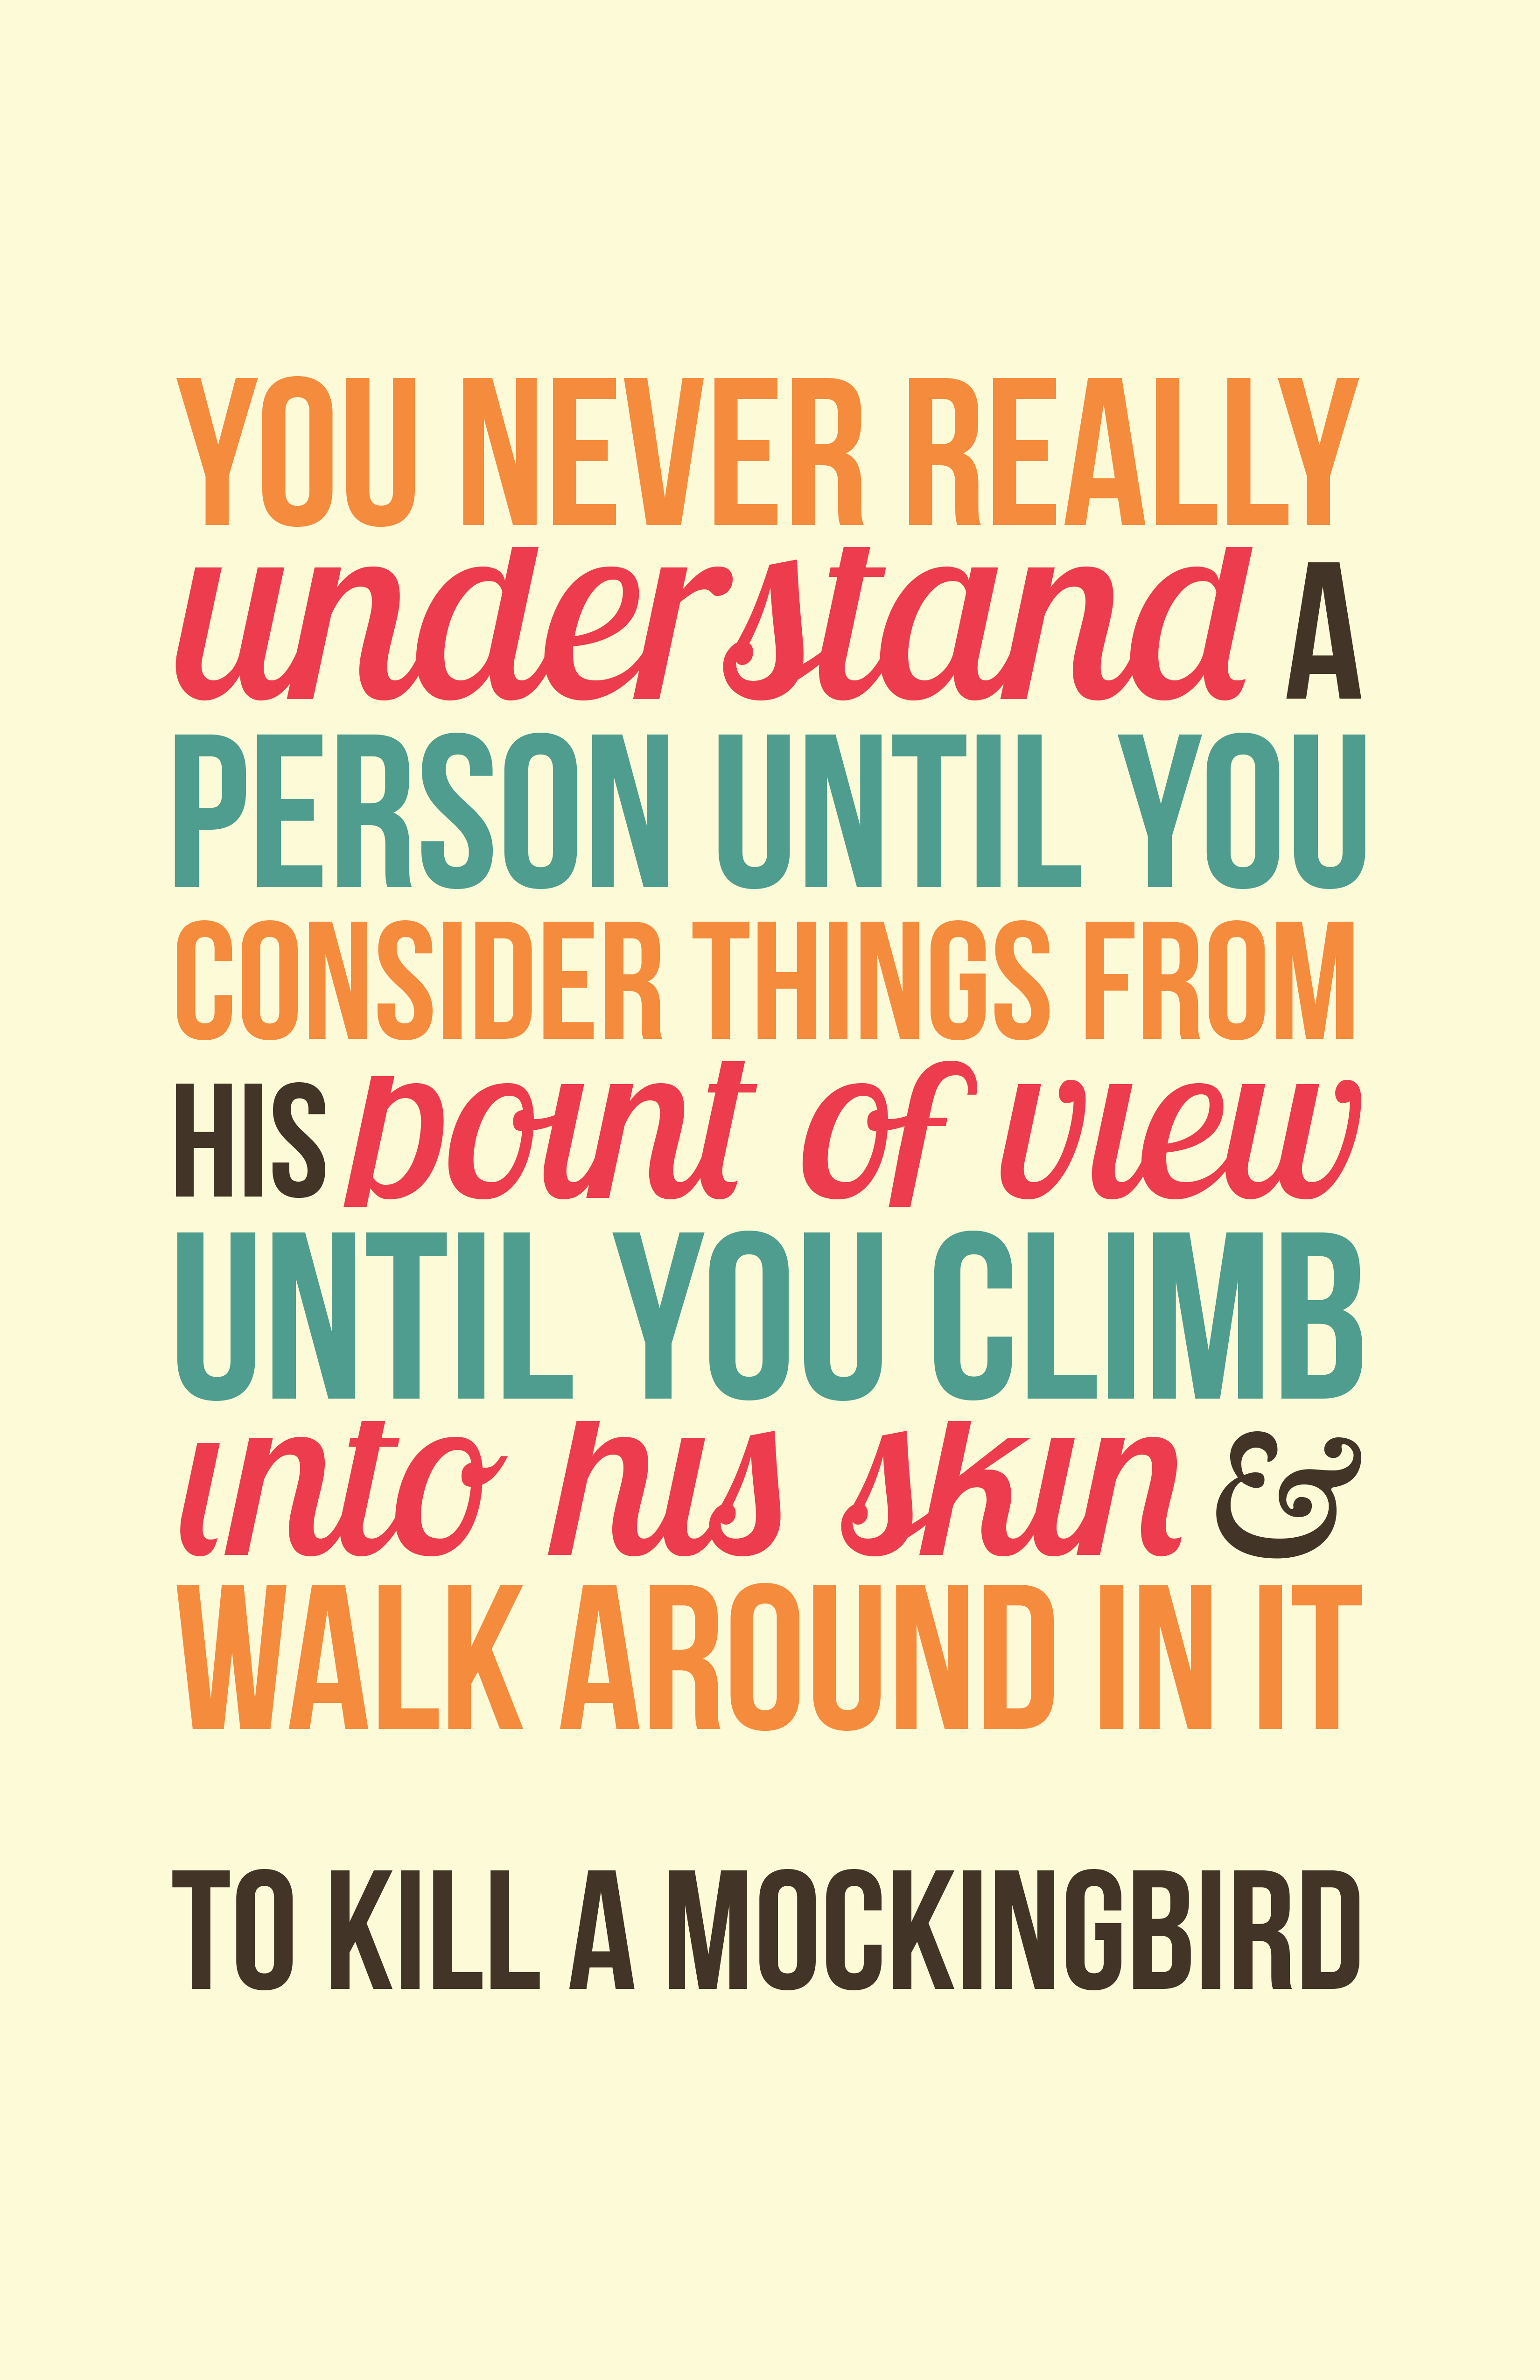 YOU NEVER REALLY
understand A
PERSON UNTIL YOU
CONSIDER THINGS FROM
HIS point of view
UNTIL YOU CLIMB
into his skin &
WALK AROUND IN IT
TO KILL A MOCKINGBIRD